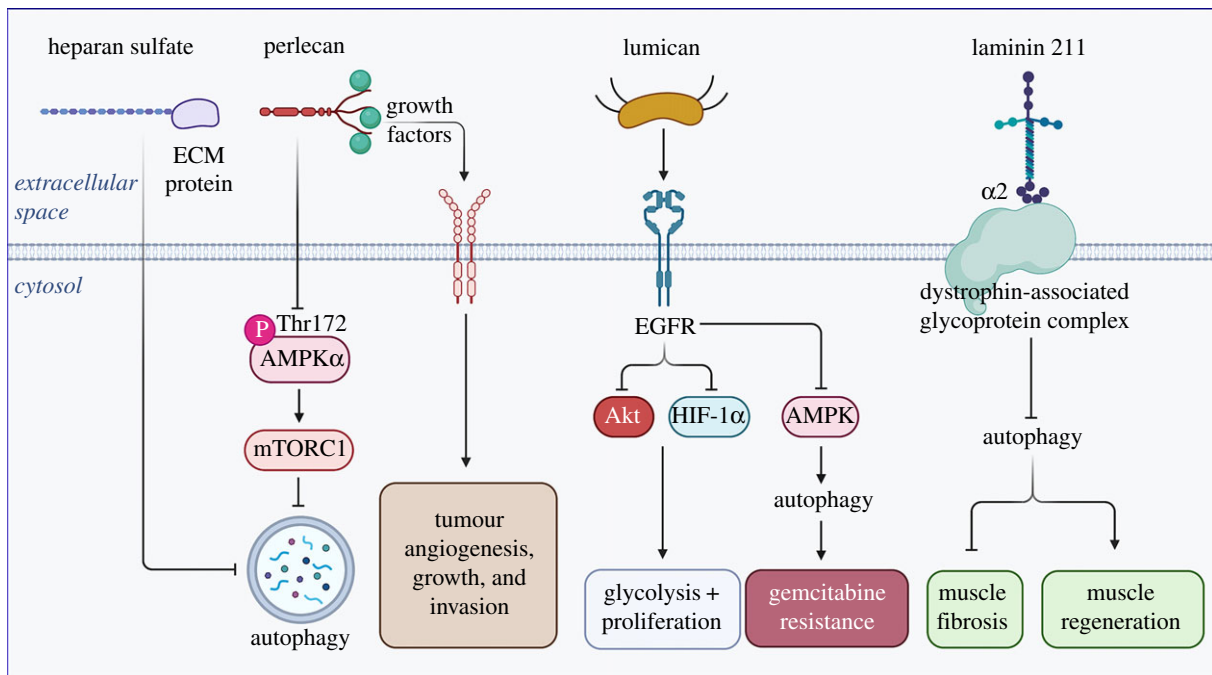 heparan sulfate
perlecan
lumican
laminin 211
growth
factors
ECM
protein
extracellular
space
α2
cytosol
dystrophin-associated
glycoprotein complex
P
Thr172
AMPKα
EGFR
Akt
HIF-1α
AMPK
mTORC1
autophagy
autophagy
tumour
angiogenesis,
growth, and
invasion
glycolysis +
proliferation
gemcitabine
resistance
muscle
fibrosis
muscle
regeneration
autophagy